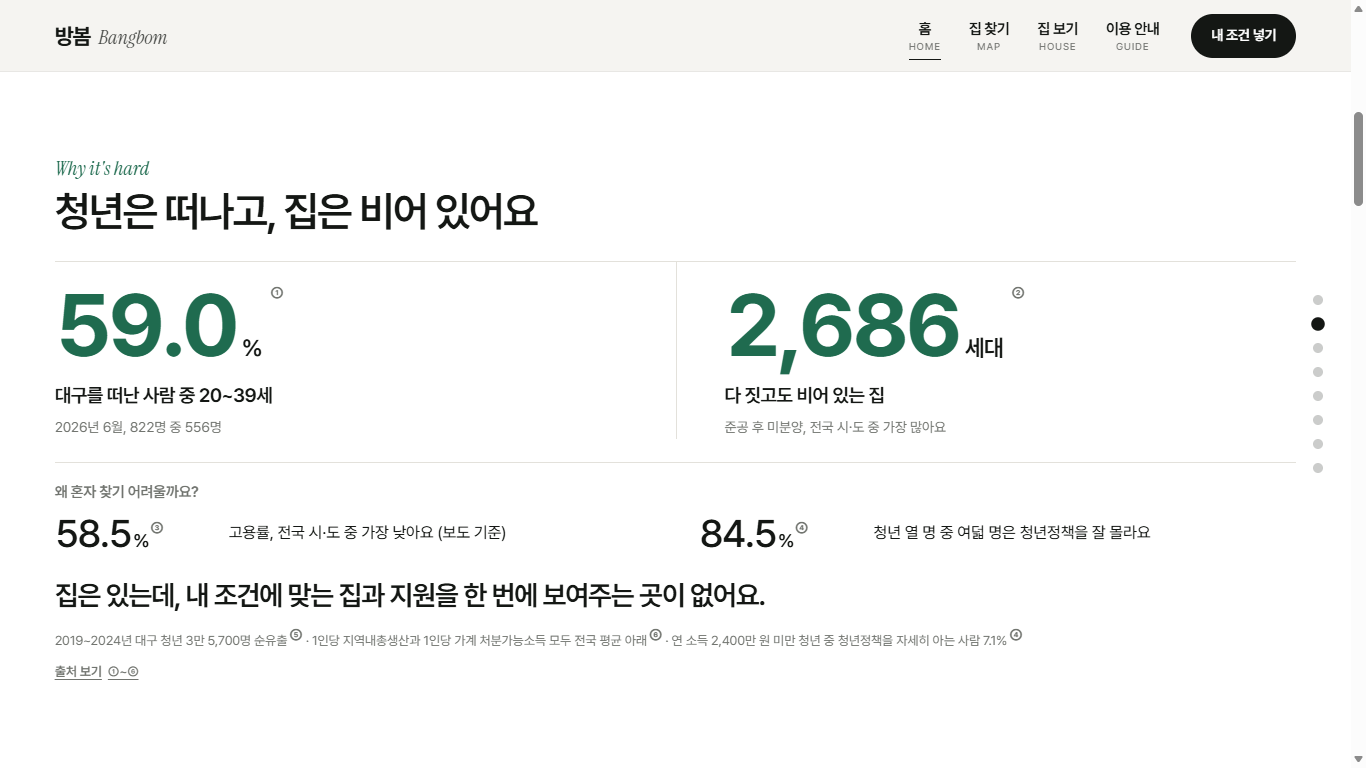 방봄 Bangbom
홈 집 찾기 집 보기 이용 안내 내 조건 넣기
HOME MAP HOUSE GUIDE
Why it's hard
청년은 떠나고, 집은 비어 있어요
59.0 % ①
대구를 떠난 사람 중 20~39세
2026년 6월, 822명 중 556명
2,686 세대 ②
다 짓고도 비어 있는 집
준공 후 미분양, 전국 시·도 중 가장 많아요
왜 혼자 찾기 어려울까요?
58.5 % ③ 고용률, 전국 시·도 중 가장 낮아요 (보도 기준)
84.5 % ④ 청년 열 명 중 여덟 명은 청년정책을 잘 몰라요
집은 있는데, 내 조건에 맞는 집과 지원을 한 번에 보여주는 곳이 없어요.
2019~2024년 대구 청년 3만 5,700명 순유출 ⑤ · 1인당 지역내총생산과 1인당 가계 처분가능소득 모두 전국 평균 아래 ⑥ · 연 소득 2,400만 원 미만 청년 중 청년정책을 자세히 아는 사람 7.1% ④
출처 보기 ①~⑥